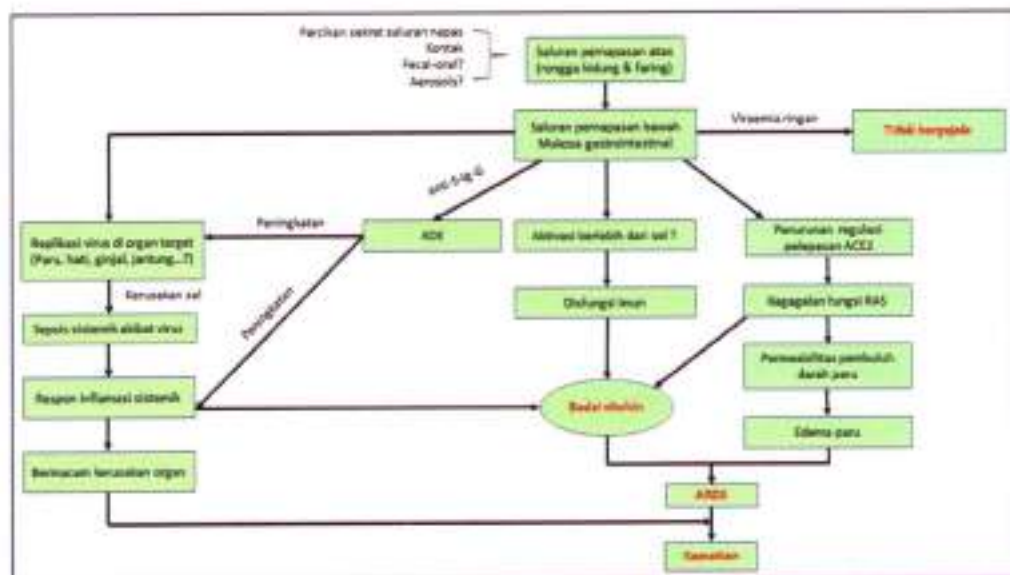 Percikan sekret saluran napas
Kontak
Fecal-oral?
Aerosols?
Saluran pernapasan atas
(rongga hidung & faring)
Saluran pernapasan bawah
Mukosa gastrointestinal
Viraemia ringan
Tidak bergejala
anti-S-Ig-G
Peningkatan
ADE
Aktivasi berlebih dari sel T
Penurunan regulasi
pelepasan ACE2
Replikasi virus di organ target
(Paru, hati, ginjal, jantung...?)
Kerusakan sel
Peningkatan
Disfungsi imun
Kegagalan fungsi RAS
Sepsis sistemik akibat virus
Permeabilitas pembuluh
darah paru
Respon inflamasi sistemik
Badai sitokin
Edema paru
Bermacam kerusakan organ
ARDS
Kematian